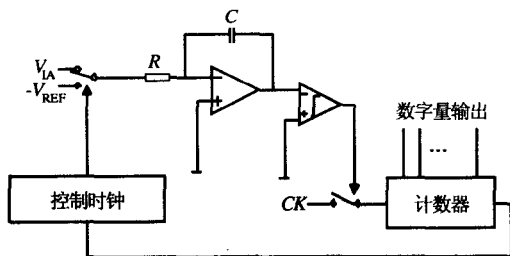 C
R
V_IA
-V_REF
-
+
-
+
数字量输出
...
控制时钟
CK
计数器